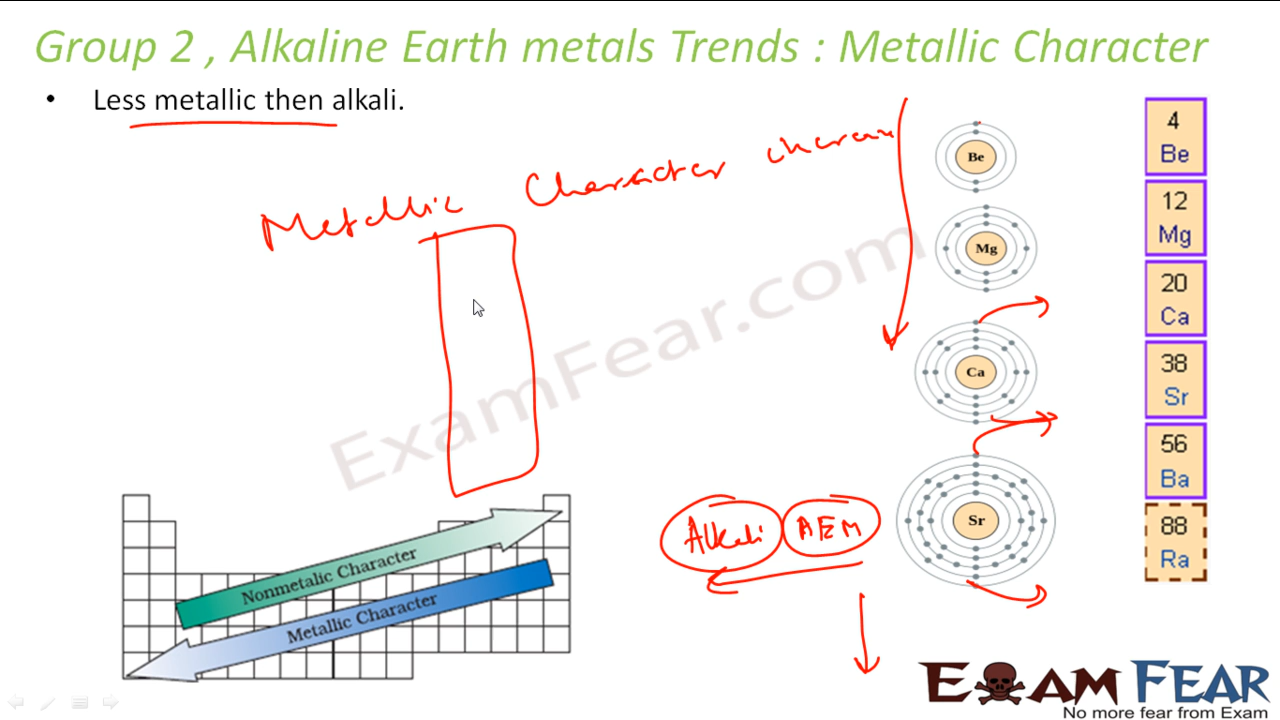 Group 2 , Alkaline Earth metals Trends : Metallic Character
• Less metallic then alkali.
Metallic Character
ExamFear.com
Be
Mg
Ca
Sr
4
Be
12
Mg
20
Ca
38
Sr
56
Ba
88
Ra
Alkali AEM
Nonmetalic Character
Metallic Character
EXAM FEAR
No more fear from Exam